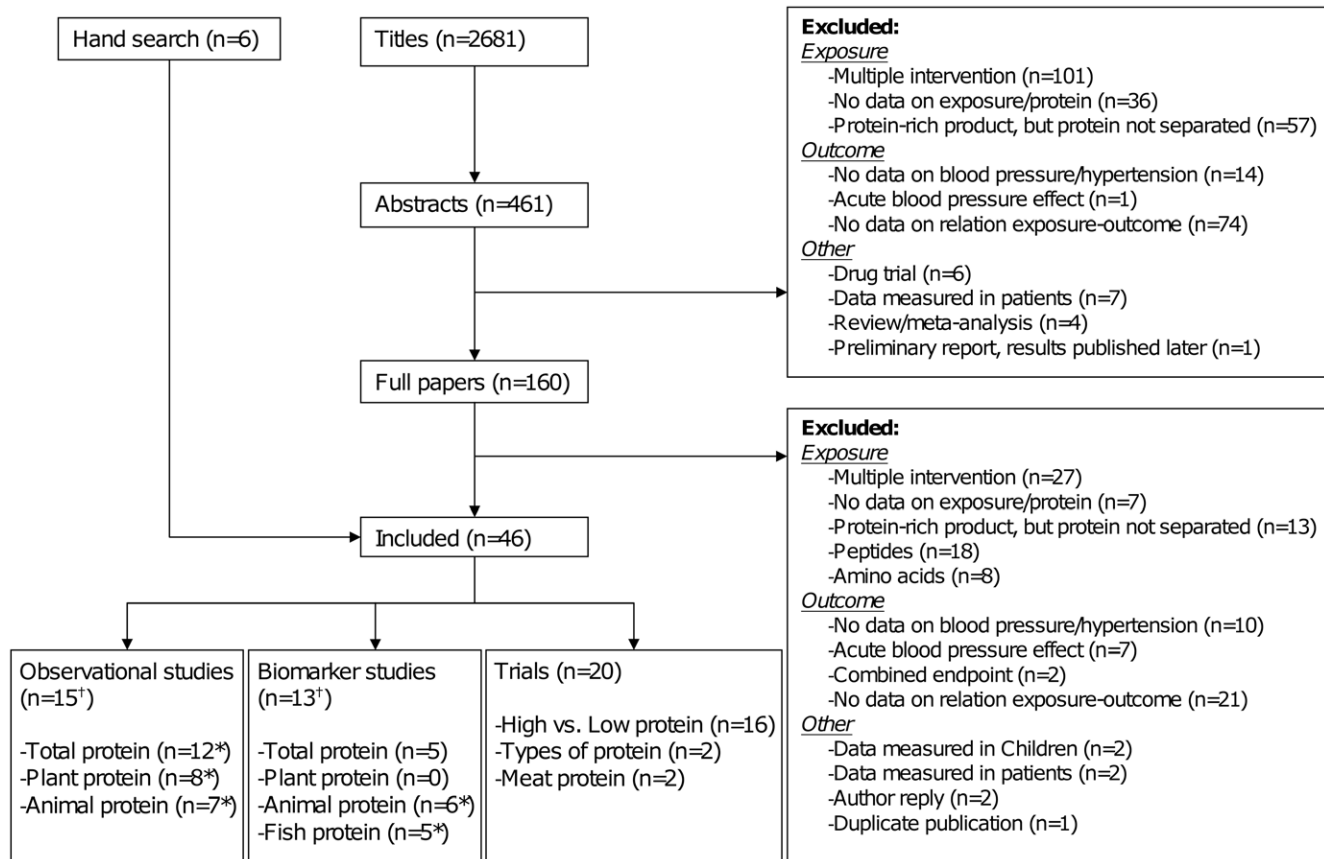 Hand search (n=6)
Titles (n=2681)
Abstracts (n=461)
Full papers (n=160)
Included (n=46)
Excluded:
Exposure
-Multiple intervention (n=101)
-No data on exposure/protein (n=36)
-Protein-rich product, but protein not separated (n=57)
Outcome
-No data on blood pressure/hypertension (n=14)
-Acute blood pressure effect (n=1)
-No data on relation exposure-outcome (n=74)
Other
-Drug trial (n=6)
-Data measured in patients (n=7)
-Review/meta-analysis (n=4)
-Preliminary report, results published later (n=1)
Excluded:
Exposure
-Multiple intervention (n=27)
-No data on exposure/protein (n=7)
-Protein-rich product, but protein not separated (n=13)
-Peptides (n=18)
-Amino acids (n=8)
Outcome
-No data on blood pressure/hypertension (n=10)
-Acute blood pressure effect (n=7)
-Combined endpoint (n=2)
-No data on relation exposure-outcome (n=21)
Other
-Data measured in Children (n=2)
-Data measured in patients (n=2)
-Author reply (n=2)
-Duplicate publication (n=1)
Observational studies
(n=15†)
-Total protein (n=12*)
-Plant protein (n=8*)
-Animal protein (n=7*)
Biomarker studies
(n=13†)
-Total protein (n=5)
-Plant protein (n=0)
-Animal protein (n=6*)
-Fish protein (n=5*)
Trials (n=20)
-High vs. Low protein (n=16)
-Types of protein (n=2)
-Meat protein (n=2)